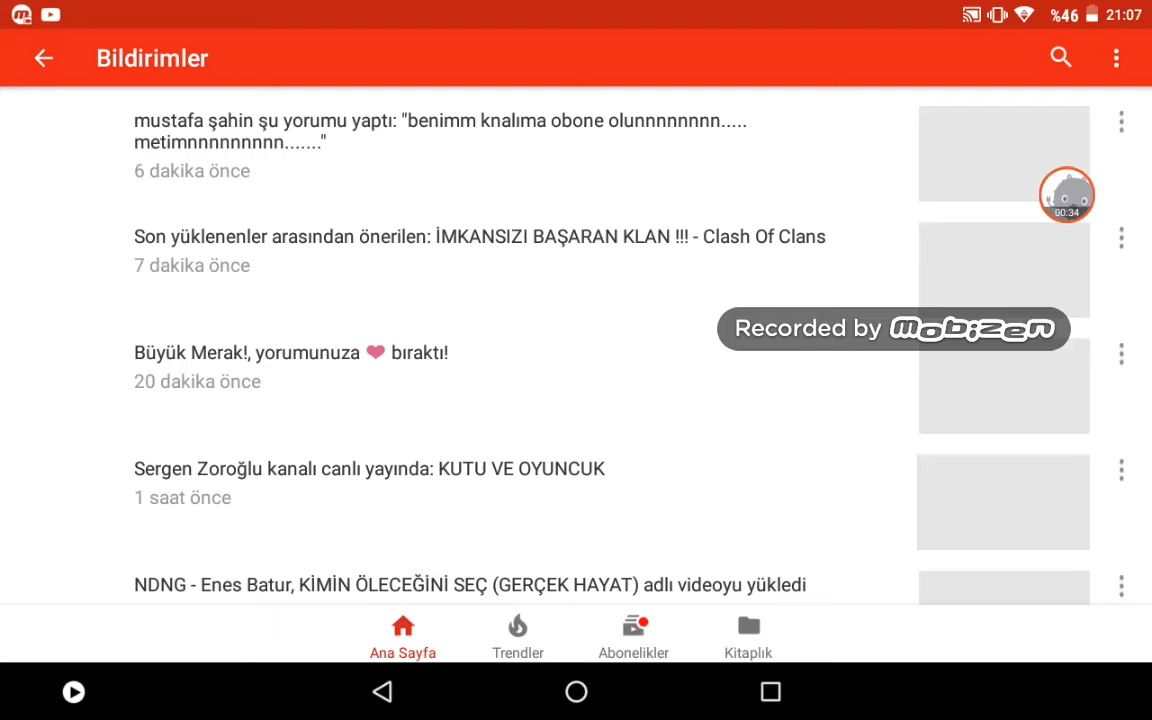 %46 21:07
Bildirimler
mustafa şahin şu yorumu yaptı: "benimm knalıma obone olunnnnnnnn.....
metimnnnnnnnnn......."
6 dakika önce
00:34
Son yüklenenler arasından önerilen: İMKANSIZI BAŞARAN KLAN !!! - Clash Of Clans
7 dakika önce
Recorded by mobizen
Büyük Merak!, yorumunuza ❤ bıraktı!
20 dakika önce
Sergen Zoroğlu kanalı canlı yayında: KUTU VE OYUNCUK
1 saat önce
NDNG - Enes Batur, KİMİN ÖLECEĞİNİ SEÇ (GERÇEK HAYAT) adlı videoyu yükledi
Ana Sayfa Trendler Abonelikler Kitaplık